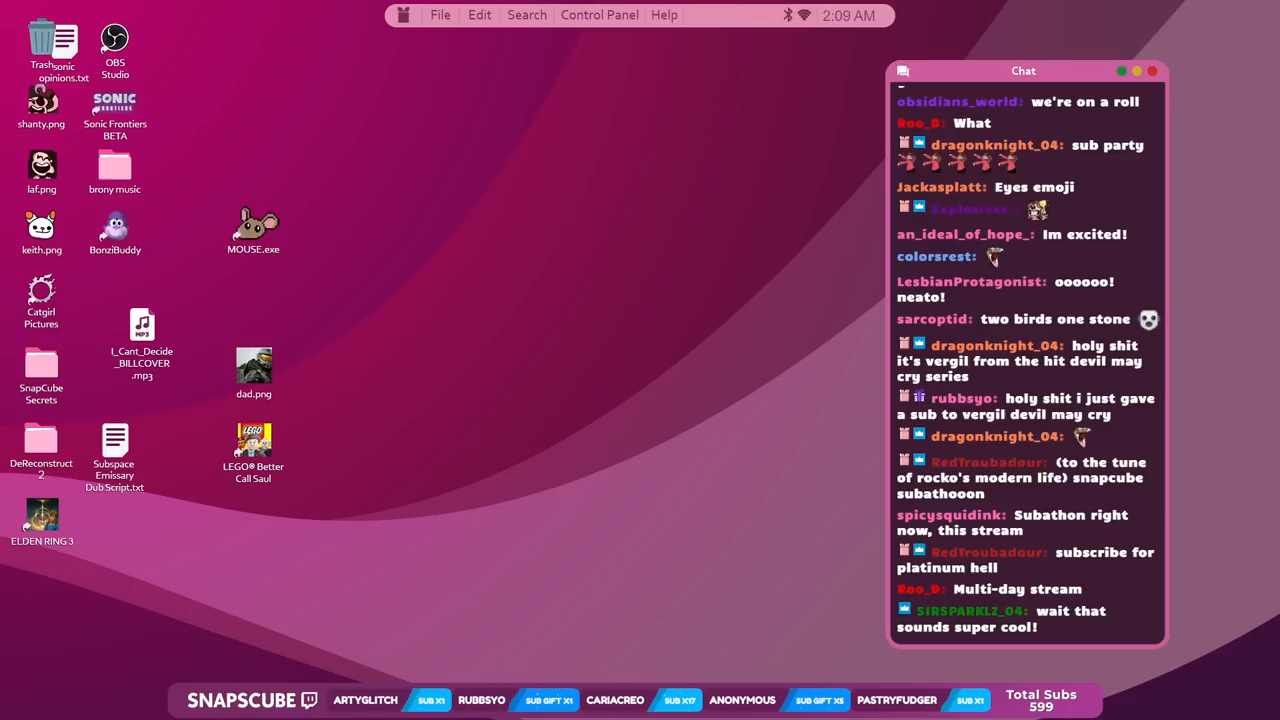 File Edit Search Control Panel Help 2:09 AM
Trash
sonic
opinions.txt
OBS
Studio
shanty.png
SONIC
Sonic Frontiers
BETA
laf.png
brony music
keith.png
BonziBuddy
MOUSE.exe
Catgirl
Pictures
MP3
I_Cant_Decide
_BILLCOVER
.mp3
SnapCube
Secrets
dad.png
DeReconstruct
2
Subspace
Emissary
Dub Script.txt
LEGO
LEGO® Better
Call Saul
ELDEN RING 3
Chat
obsidians_world: we're on a roll
Roo_D: What
dragonknight_04: sub party
Jackasplatt: Eyes emoji
Explosives_:
an_ideal_of_hope_: Im excited!
colorsrest:
LesbianProtagonist: oooooo!
neato!
sarcoptid: two birds one stone
dragonknight_04: holy shit
it's vergil from the hit devil may
cry series
rubbsyo: holy shit i just gave
a sub to vergil devil may cry
dragonknight_04:
RedTroubadour: (to the tune
of rocko's modern life) snapcube
subathooon
spicysquidink: Subathon right
now, this stream
RedTroubadour: subscribe for
platinum hell
Roo_D: Multi-day stream
SIRSPARKLZ_04: wait that
sounds super cool!
SNAPSCUBE ARTYGLITCH SUB X1 RUBBSYO SUB GIFT X1 CARIACREO SUB X17 ANONYMOUS SUB GIFT X5 PASTRYFUDGER SUB X1
Total Subs
599